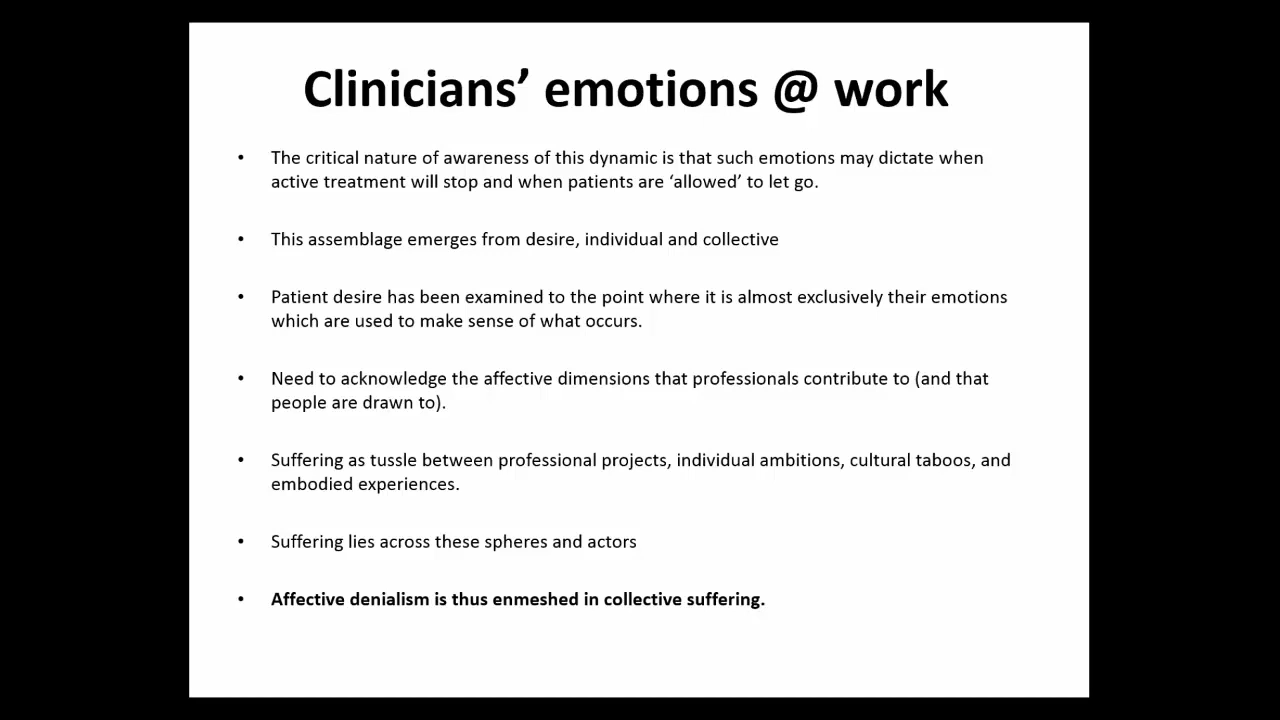 Clinicians’ emotions @ work
• The critical nature of awareness of this dynamic is that such emotions may dictate when
active treatment will stop and when patients are ‘allowed’ to let go.
• This assemblage emerges from desire, individual and collective
• Patient desire has been examined to the point where it is almost exclusively their emotions
which are used to make sense of what occurs.
• Need to acknowledge the affective dimensions that professionals contribute to (and that
people are drawn to).
• Suffering as tussle between professional projects, individual ambitions, cultural taboos, and
embodied experiences.
• Suffering lies across these spheres and actors
• Affective denialism is thus enmeshed in collective suffering.